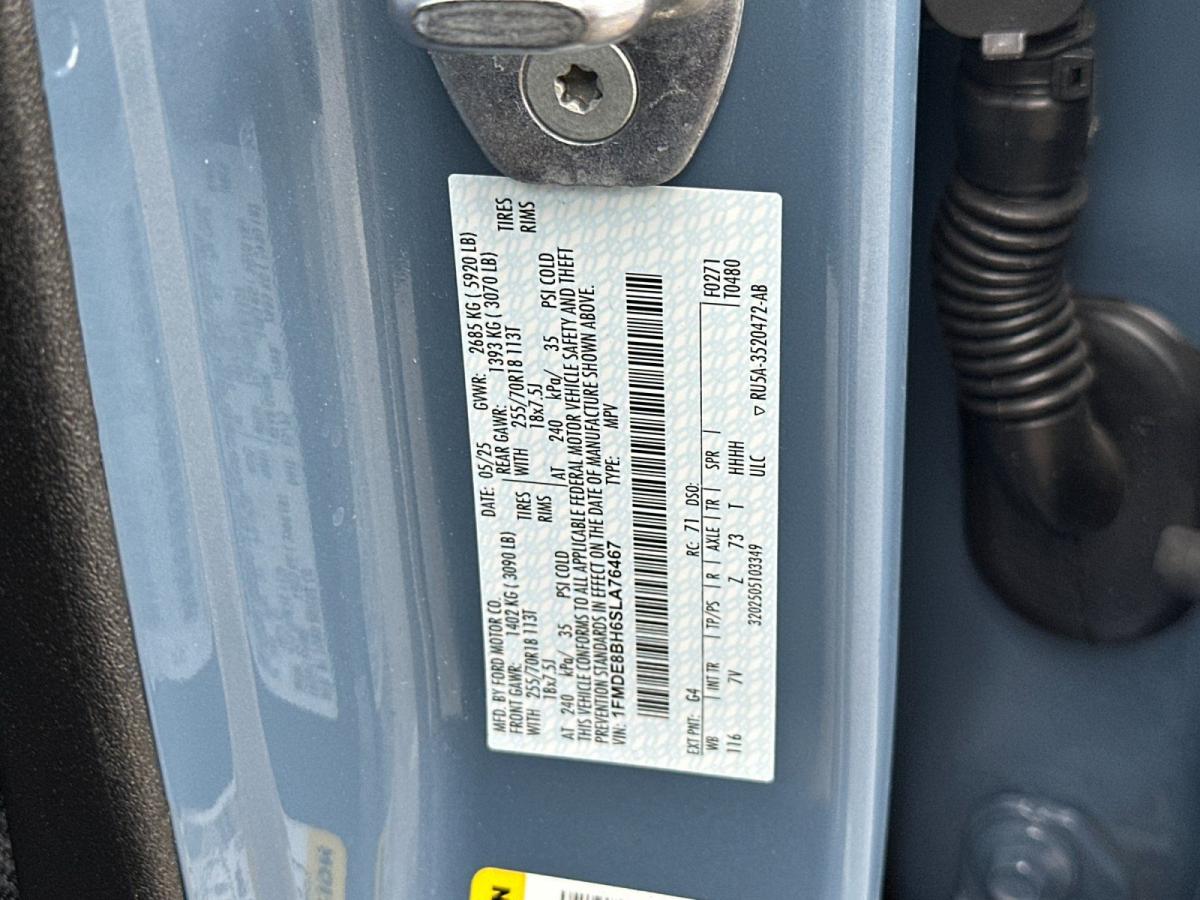 MFD. BY FORD MOTOR CO. DATE: 05/25 GVWR: 2685 KG ( 5920 LB)
FRONT GAWR: 1402 KG ( 3090 LB) REAR GAWR: 1393 KG ( 3070 LB)
WITH 255/70R18 113T TIRES WITH 255/70R18 113T TIRES
18x7.5J RIMS 18x7.5J RIMS
AT 240 kPa/ 35 PSI COLD AT 240 kPa/ 35 PSI COLD
THIS VEHICLE CONFORMS TO ALL APPLICABLE FEDERAL MOTOR VEHICLE SAFETY AND THEFT
PREVENTION STANDARDS IN EFFECT ON THE DATE OF MANUFACTURE SHOWN ABOVE.
VIN: 1FMDE8BH6SLA76467 TYPE: MPV
EXT PNT: G4 RC: 71 DSO: F0271
WB INT TR TP/PS R AXLE TR SPR T0480
116 7V Z 73 T HHHH
3202505103349 ULC ▽ RU5A-3520472-AB